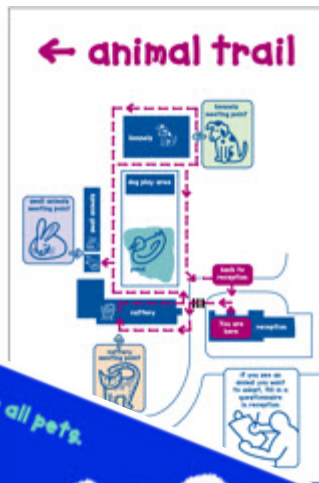 ← animal trail
kennels
meeting point
kennels
dog play area
small animals
meeting point
small animals
pond
back to
reception
cattery
You are
here
reception
cattery
meeting point
If you see an
animal you want
to adopt, fill in a
questionnaire
in reception.
all pets.